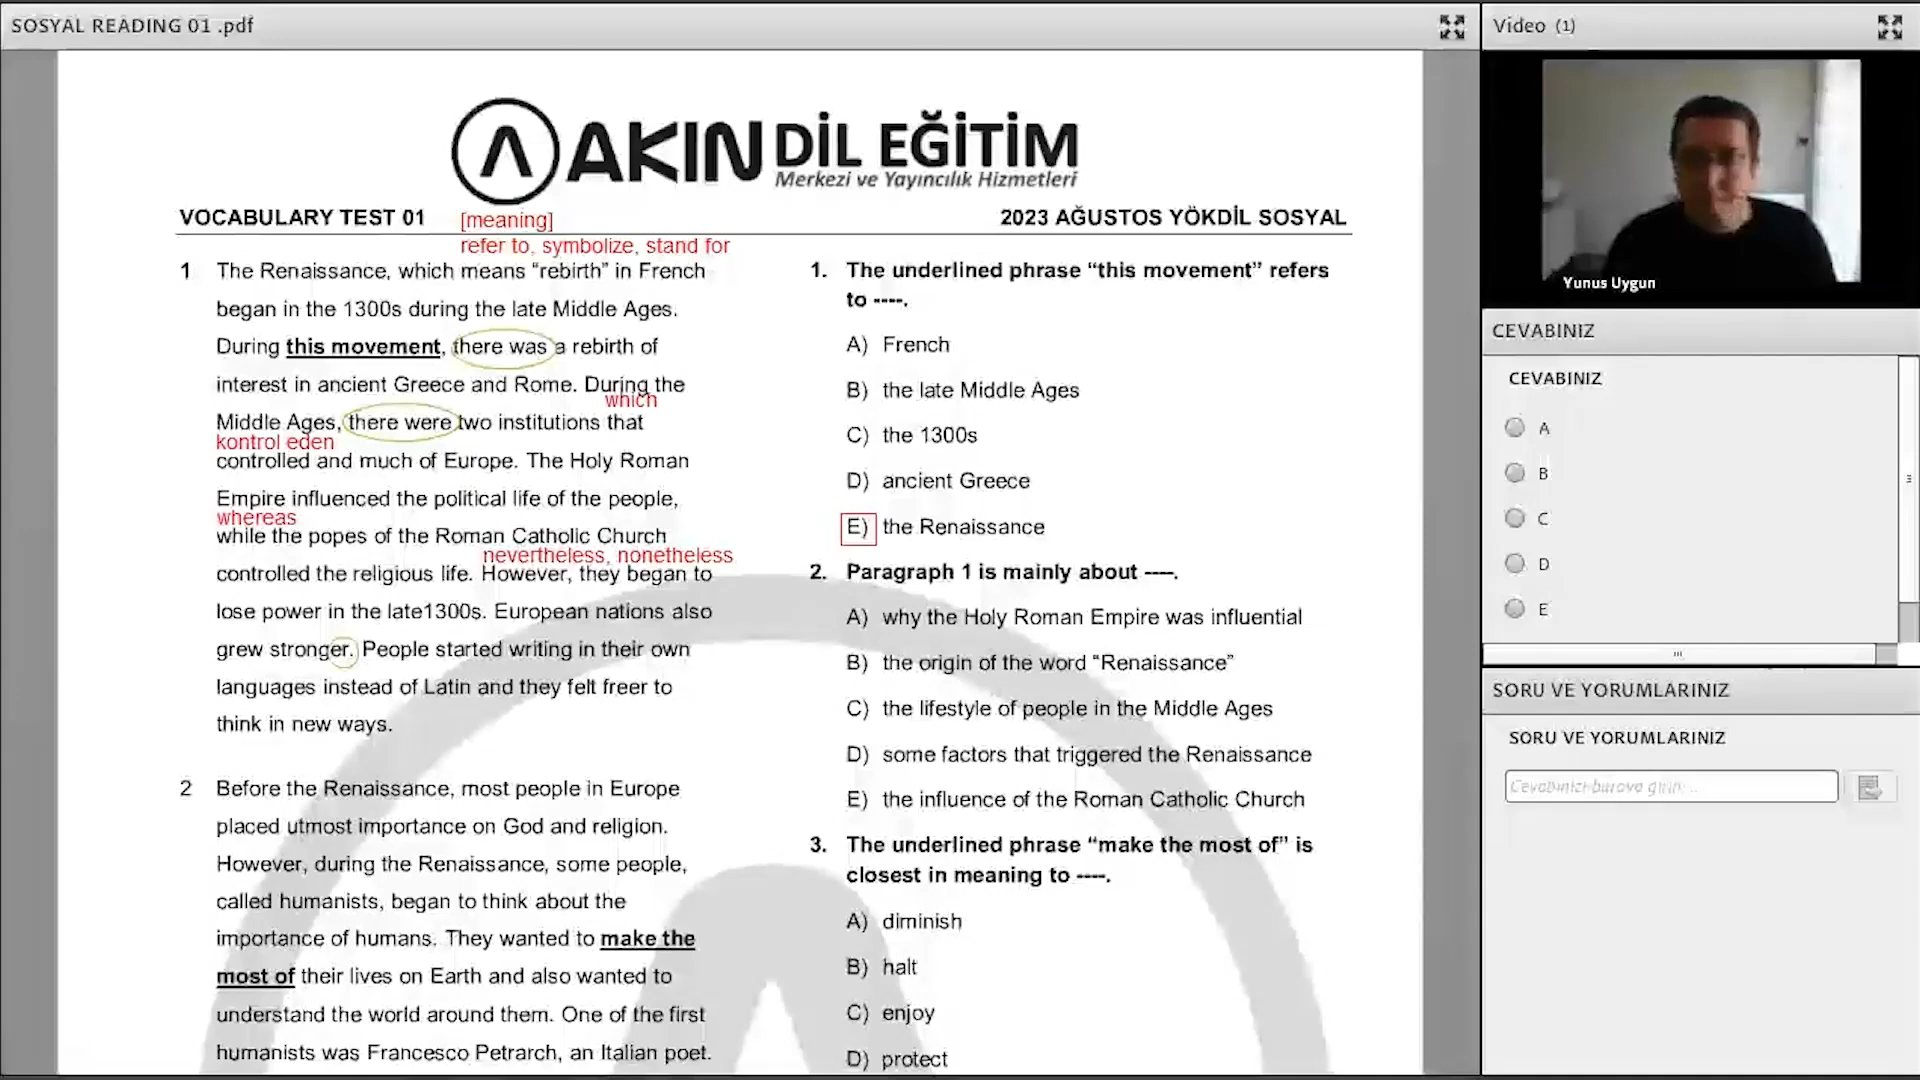 SOSYAL READING 01 .pdf
AKIN DİL EĞİTİM
Merkezi ve Yayıncılık Hizmetleri
VOCABULARY TEST 01
[meaning]
2023 AĞUSTOS YÖKDİL SOSYAL
refer to, symbolize, stand for
1 The Renaissance, which means “rebirth” in French
began in the 1300s during the late Middle Ages.
During this movement, there was a rebirth of
interest in ancient Greece and Rome. During the
which
Middle Ages, there were two institutions that
kontrol eden
controlled and much of Europe. The Holy Roman
Empire influenced the political life of the people,
whereas
while the popes of the Roman Catholic Church
nevertheless, nonetheless
controlled the religious life. However, they began to
lose power in the late1300s. European nations also
grew stronger. People started writing in their own
languages instead of Latin and they felt freer to
think in new ways.
2 Before the Renaissance, most people in Europe
placed utmost importance on God and religion.
However, during the Renaissance, some people,
called humanists, began to think about the
importance of humans. They wanted to make the
most of their lives on Earth and also wanted to
understand the world around them. One of the first
humanists was Francesco Petrarch, an Italian poet.
1. The underlined phrase “this movement” refers
to ----.
A) French
B) the late Middle Ages
C) the 1300s
D) ancient Greece
E) the Renaissance
2. Paragraph 1 is mainly about ----.
A) why the Holy Roman Empire was influential
B) the origin of the word “Renaissance”
C) the lifestyle of people in the Middle Ages
D) some factors that triggered the Renaissance
E) the influence of the Roman Catholic Church
3. The underlined phrase “make the most of” is
closest in meaning to ----.
A) diminish
B) halt
C) enjoy
D) protect
Video (1)
Yunus Uygun
CEVABINIZ
CEVABINIZ
A
B
C
D
E
SORU VE YORUMLARINIZ
SORU VE YORUMLARINIZ
Cevabınızı buraya girin...